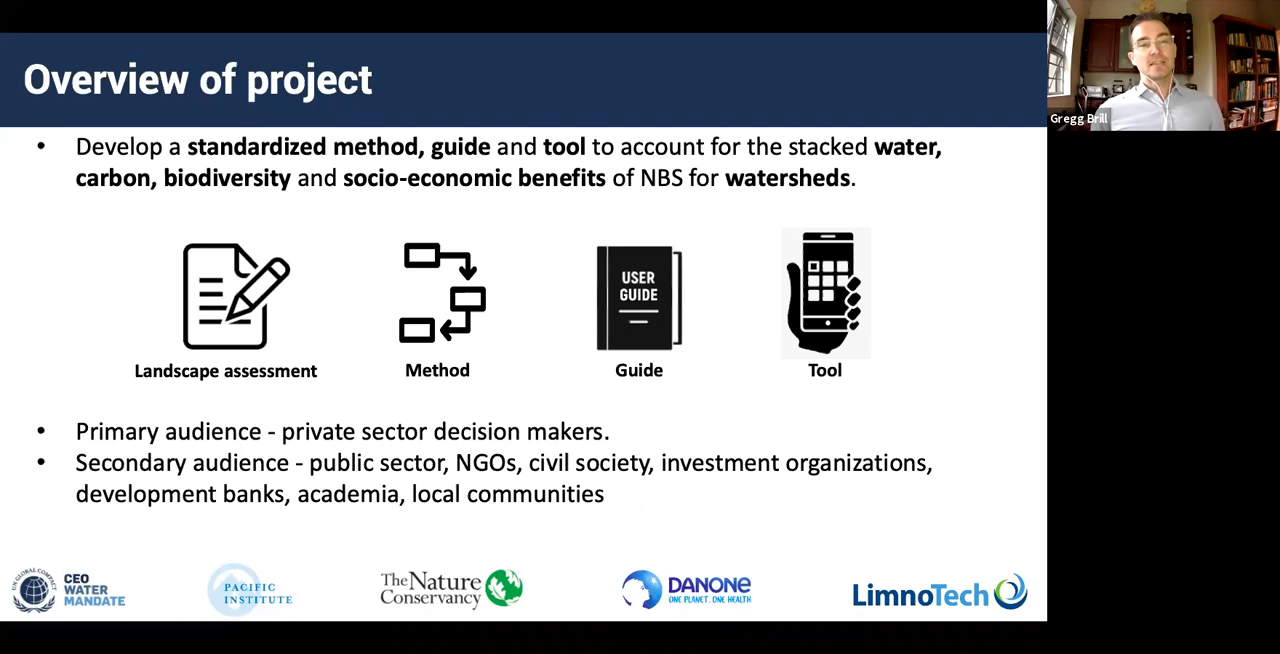 Overview of project
Gregg Brill
• Develop a standardized method, guide and tool to account for the stacked water,
carbon, biodiversity and socio-economic benefits of NBS for watersheds.
USER
GUIDE
Landscape assessment
Method
Guide
Tool
• Primary audience - private sector decision makers.
• Secondary audience - public sector, NGOs, civil society, investment organizations,
development banks, academia, local communities
UN GLOBAL COMPACT
CEO
WATER
MANDATE
PACIFIC
INSTITUTE
The Nature
Conservancy
DANONE
ONE PLANET. ONE HEALTH
LimnoTech